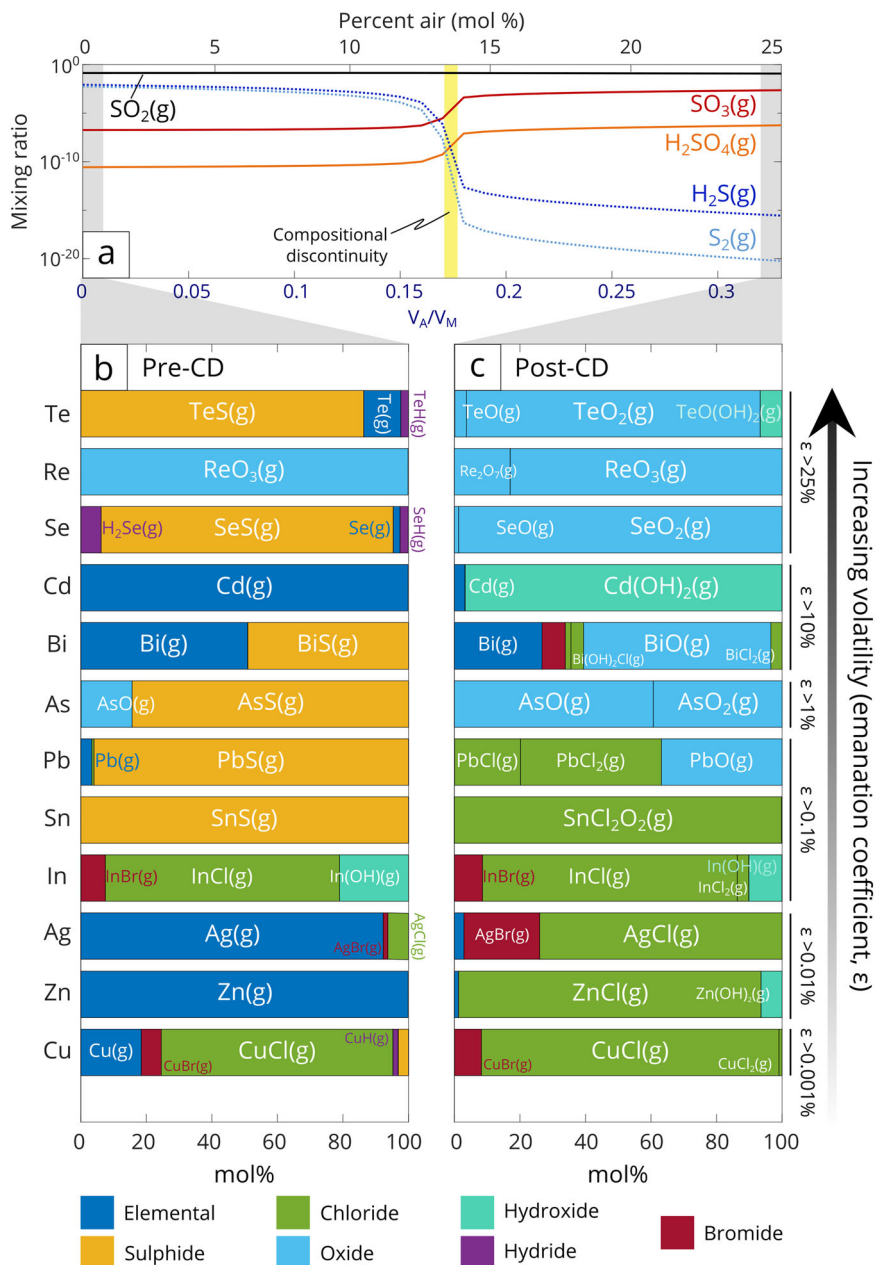 Percent air (mol %)
0 5 10 15 20 25
Mixing ratio
10⁰
10⁻¹⁰
10⁻²⁰
SO₂(g)
SO₃(g)
H₂SO₄(g)
H₂S(g)
S₂(g)
Compositional
discontinuity
a
0 0.05 0.1 0.15 0.2 0.25 0.3
V_A/V_M
b Pre-CD
c Post-CD
Te TeS(g) Te(g) TeH(g) TeO(g) TeO₂(g) TeO(OH)₂(g)
Re ReO₃(g) Re₂O₇(g) ReO₃(g)
Se H₂Se(g) SeS(g) Se(g) SeH(g) SeO(g) SeO₂(g)
Cd Cd(g) Cd(g) Cd(OH)₂(g)
Bi Bi(g) BiS(g) Bi(g) Bi(OH)₂Cl(g) BiO(g) BiCl₂(g)
As AsO(g) AsS(g) AsO(g) AsO₂(g)
Pb Pb(g) PbS(g) PbCl(g) PbCl₂(g) PbO(g)
Sn SnS(g) SnCl₂O₂(g)
In InBr(g) InCl(g) In(OH)(g) InBr(g) InCl(g) InCl₂(g) In(OH)(g)
Ag Ag(g) AgBr(g) AgCl(g) AgBr(g) AgCl(g)
Zn Zn(g) ZnCl(g) Zn(OH)₂(g)
Cu Cu(g) CuBr(g) CuCl(g) CuH(g) CuBr(g) CuCl(g) CuCl₂(g)
ε >25%
ε >10%
ε >1%
ε >0.1%
ε >0.01%
ε >0.001%
Increasing volatility (emanation coefficient, ε)
0 20 40 60 80 100
mol%
0 20 40 60 80 100
mol%
Elemental
Sulphide
Chloride
Oxide
Hydroxide
Hydride
Bromide